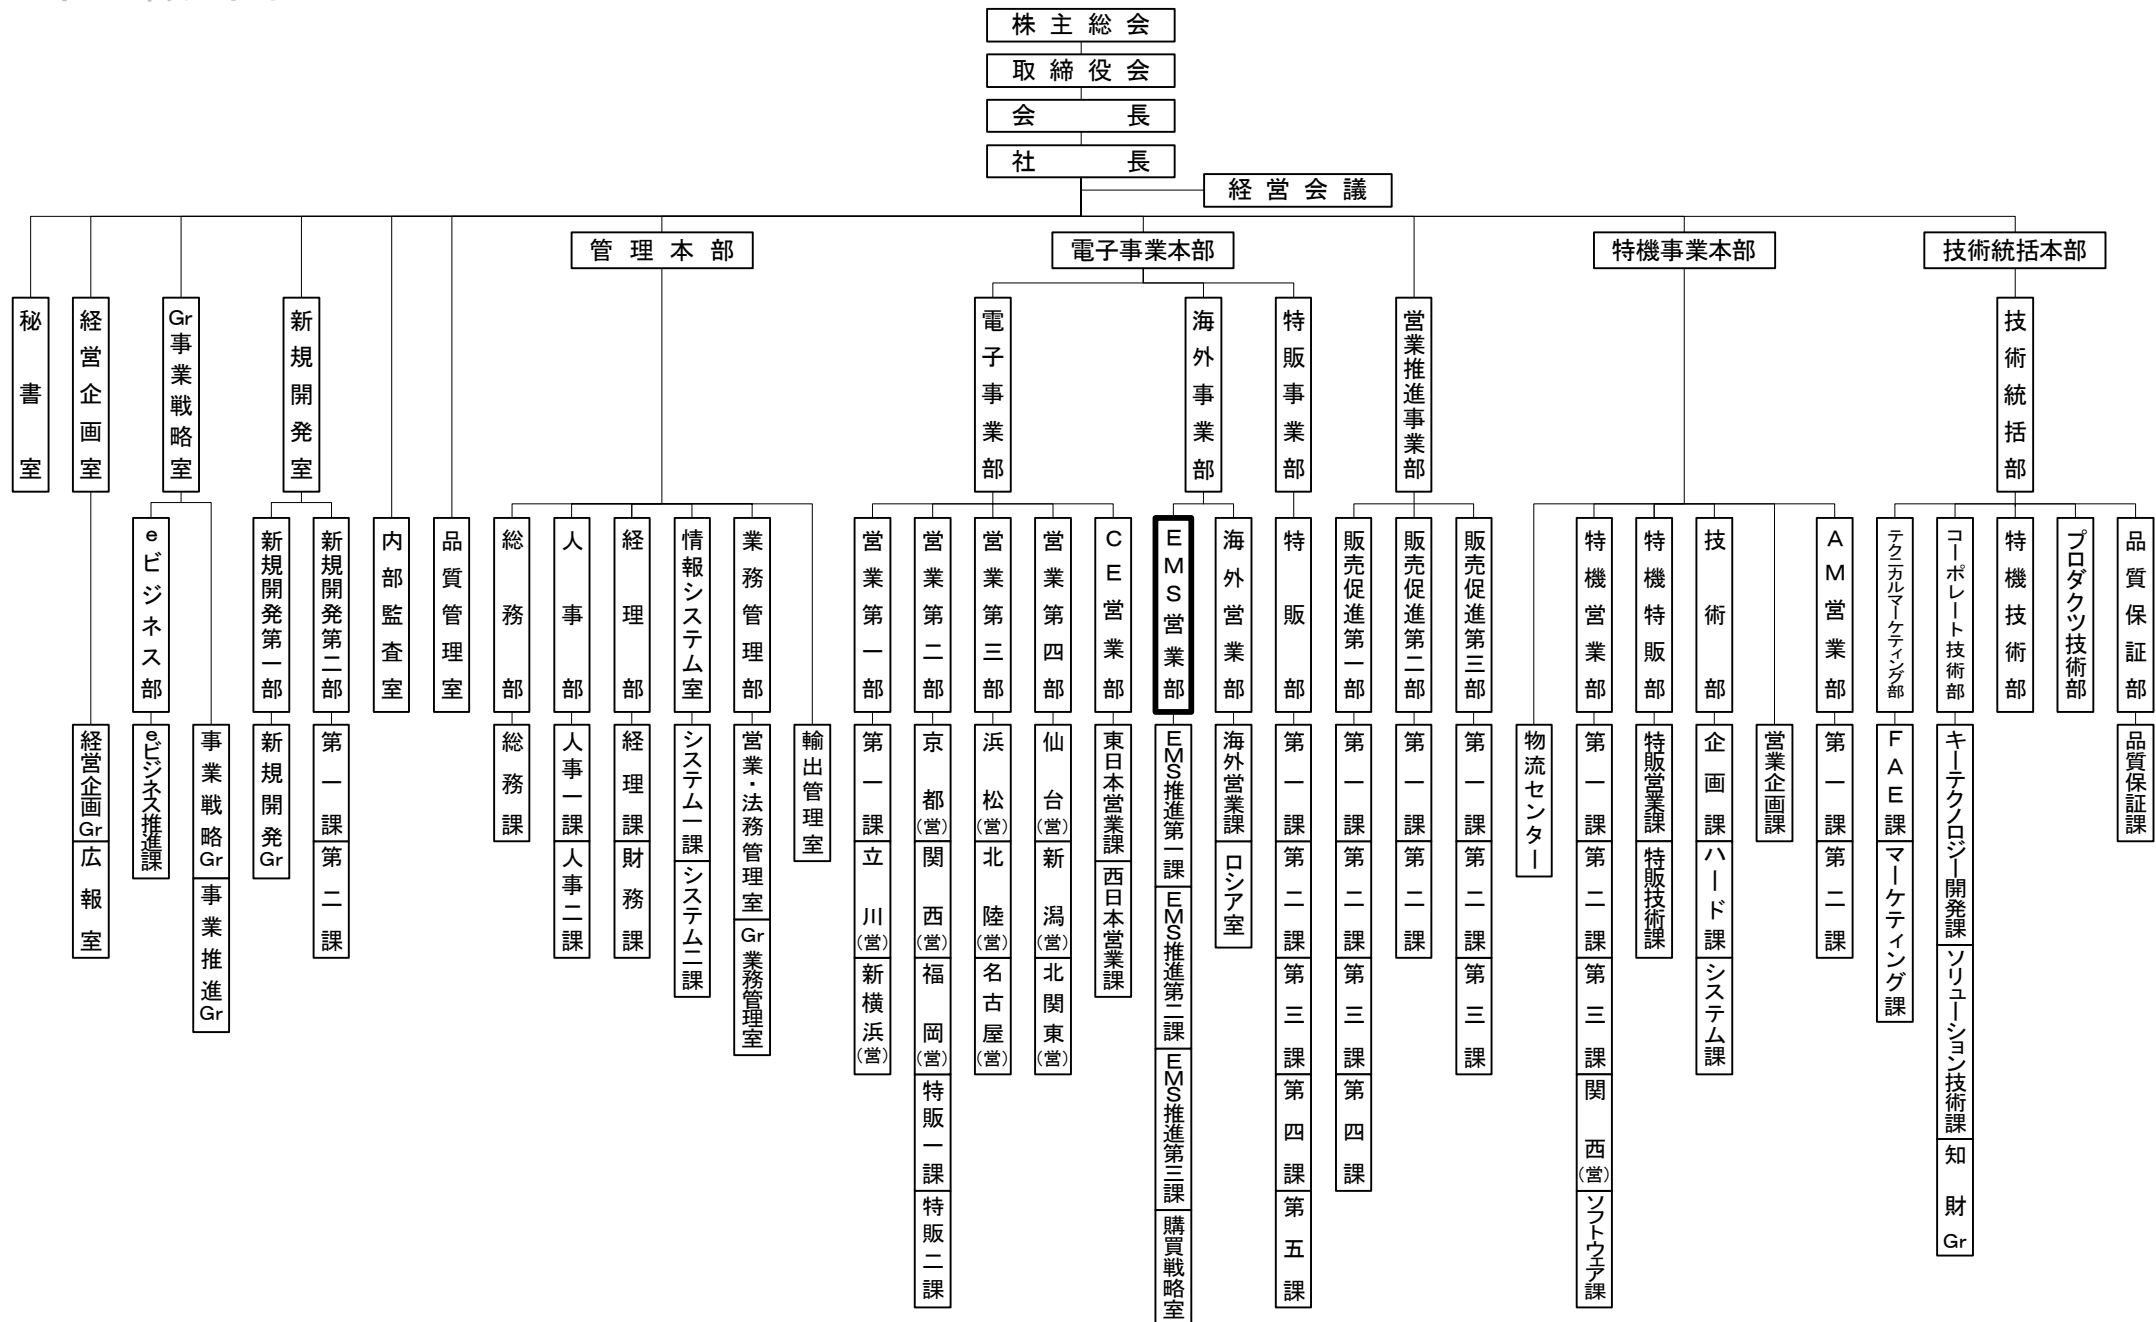 株主総会
取締役会
会長
社長
経営会議
管理本部
電子事業本部
特機事業本部
技術統括本部
秘書室
経営企画室
Gr事業戦略室
新規開発室
電子事業部
海外事業部
特販事業部
営業推進事業部
技術統括部
eビジネス部
新規開発第一部
新規開発第二部
内部監査室
品質管理室
総務部
人事部
経理部
情報システム室
業務管理部
営業第一部
営業第二部
営業第三部
営業第四部
CE営業部
EMS営業部
海外営業部
特販部
販売促進第一部
販売促進第二部
販売促進第三部
特機営業部
特機特販部
技術部
AM営業部
テクニカルマーケティング部
コーポレート技術部
特機技術部
プロダクツ技術部
品質保証部
経営企画Gr
広報室
eビジネス推進課
事業戦略Gr
事業推進Gr
新規開発Gr
第一課
第二課
総務課
人事一課
人事二課
経理課
財務課
システム一課
システム二課
営業・法務管理室
Gr業務管理室
輸出管理室
第一課
立川(営)
新横浜(営)
京都(営)
関西(営)
福岡(営)
特販一課
特販二課
浜松(営)
北陸(営)
名古屋(営)
仙台(営)
新潟(営)
北関東(営)
東日本営業課
西日本営業課
EMS推進第一課
EMS推進第二課
EMS推進第三課
購買戦略室
海外営業課
ロシア室
第一課
第二課
第三課
第四課
第五課
第一課
第二課
第三課
第四課
第一課
第二課
第一課
第二課
第三課
物流センター
第一課
第二課
第三課
関西(営)
ソフトウェア課
特販営業課
特販技術課
企画課
ハード課
システム課
営業企画課
第一課
第二課
FAE課
マーケティング課
キーテクノロジー開発課
ソリューション技術課
知財Gr
品質保証課